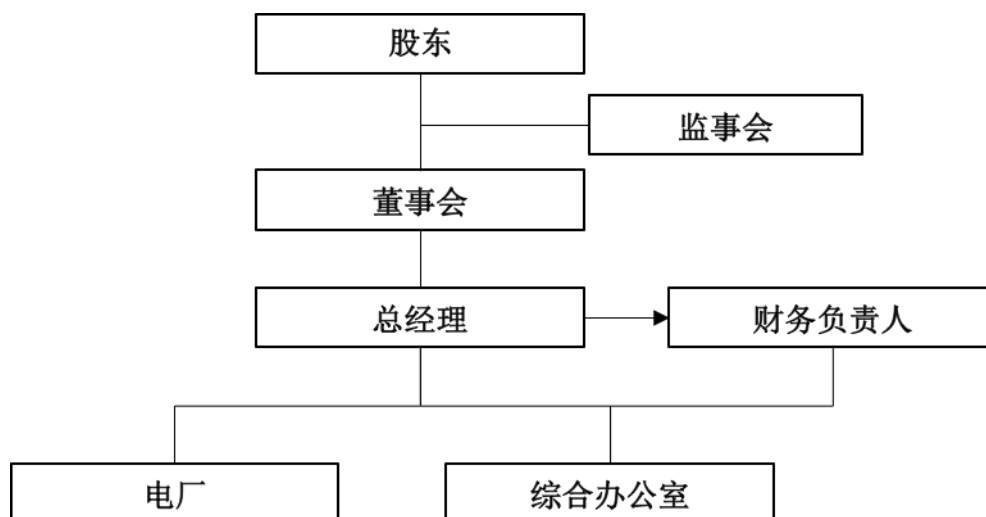 股东
监事会
董事会
总经理
财务负责人
电厂
综合办公室